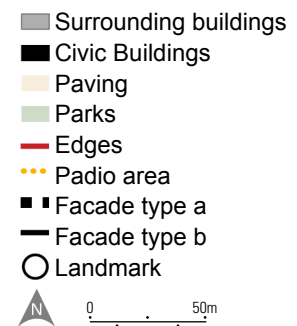 Surrounding buildings
Civic Buildings
Paving
Parks
Edges
Padio area
Facade type a
Facade type b
Landmark
N 0 50m